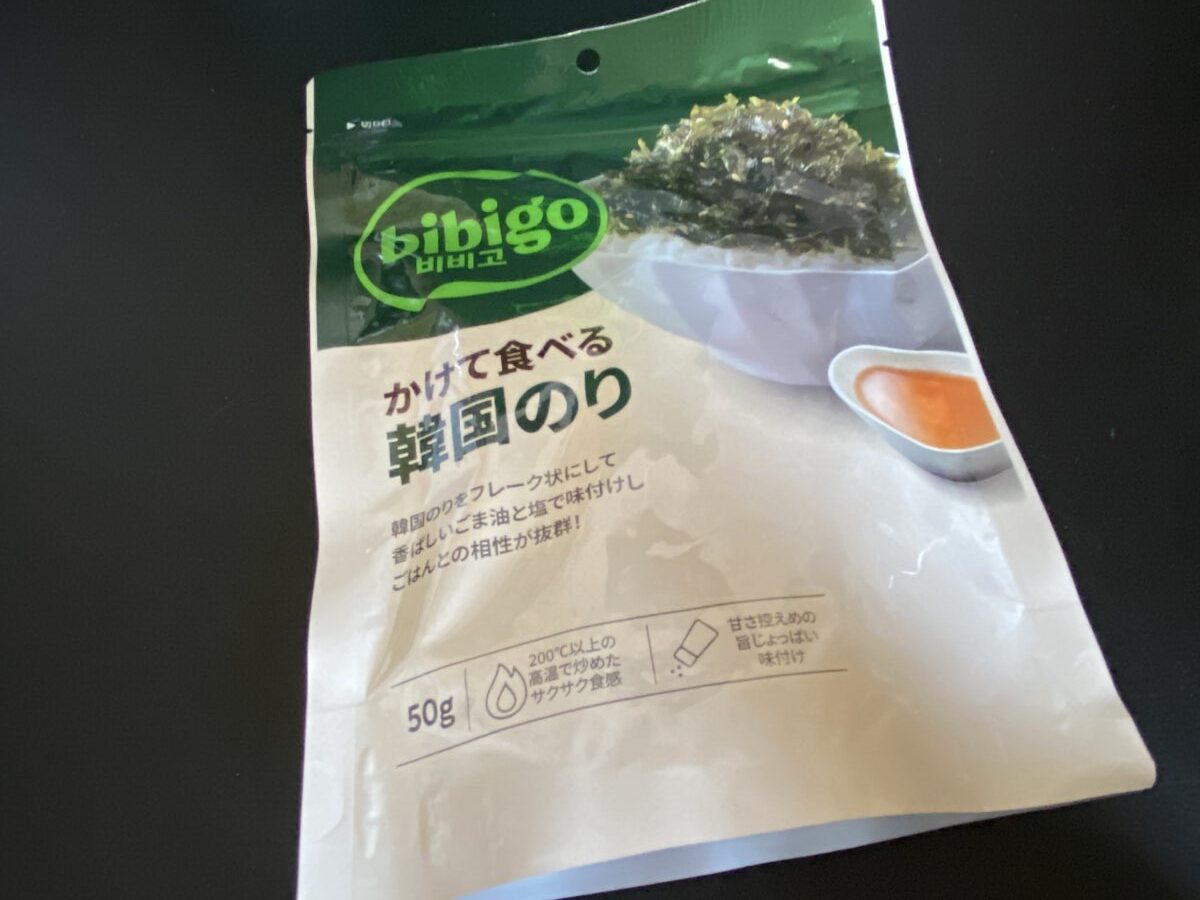 ▶切り口
bibigo
비비고
かけて食べる
韓国のり
韓国のりをフレーク状にして
香ばしいごま油と塩で味付けし
ごはんとの相性が抜群!
50g
200℃以上の
高温で炒めた
サクサク食感
甘さ控えめの
旨じょっぱい
味付け